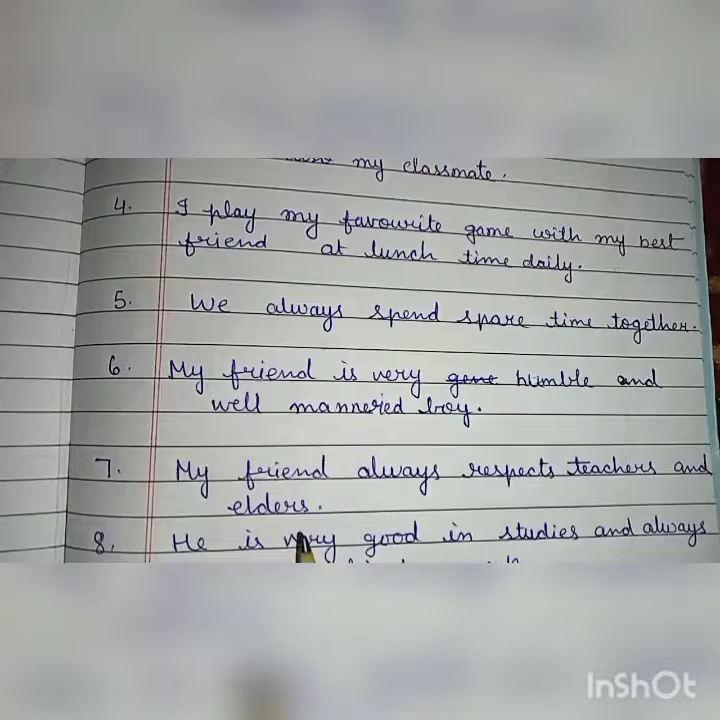 my classmate.
4. I play my favourite game with my best
friend at lunch time daily.
5. We always spend spare time together.
6. My friend is very humble and
well mannered boy.
7. My friend always respects teachers and
elders.
8. He is very good in studies and always
InShOt